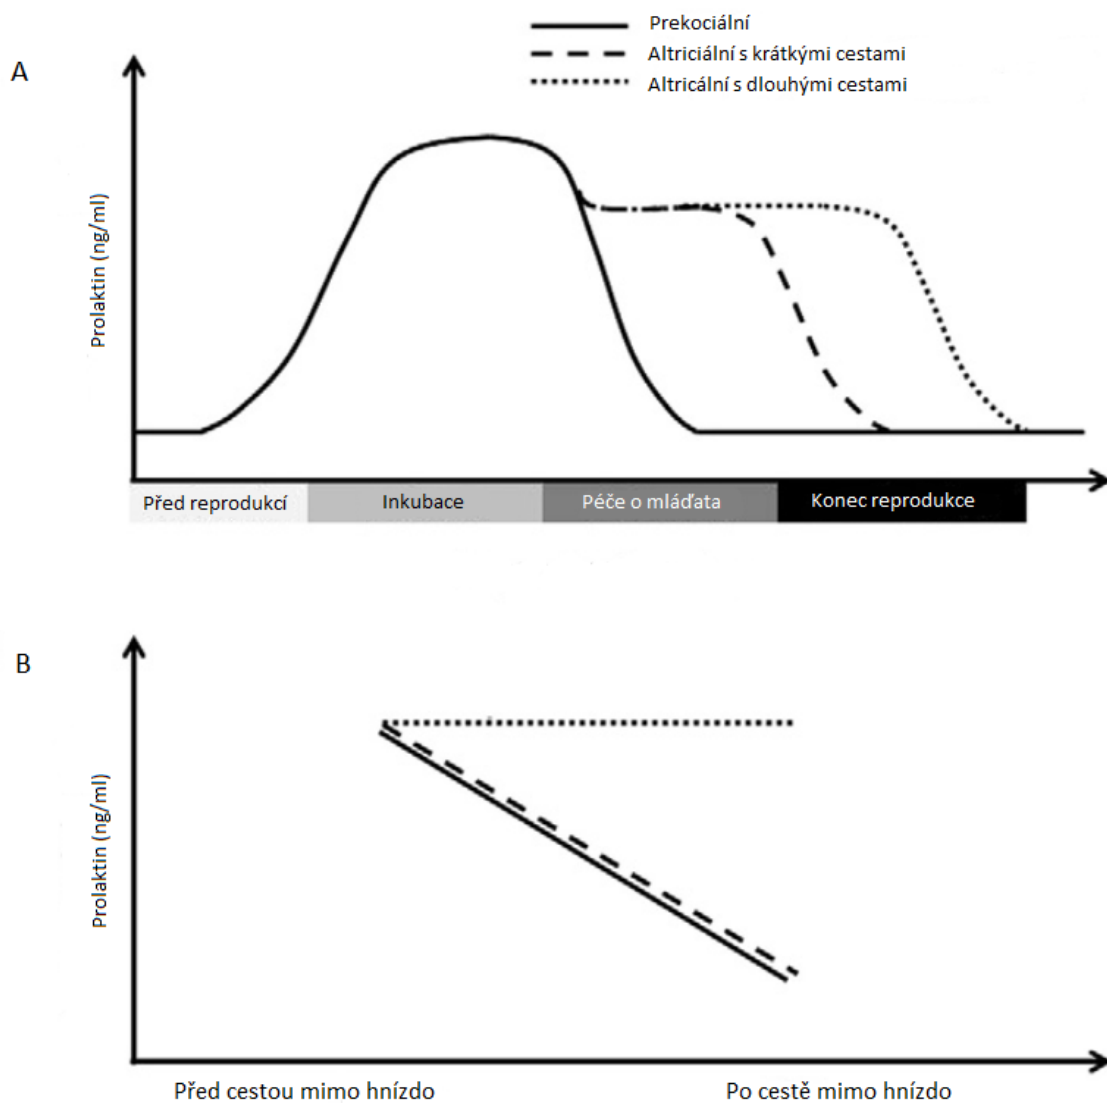 Prekociální
Altriciální s krátkými cestami
Altricální s dlouhými cestami
A
Prolaktin (ng/ml)
Před reprodukcí
Inkubace
Péče o mláďata
Konec reprodukce
B
Prolaktin (ng/ml)
Před cestou mimo hnízdo
Po cestě mimo hnízdo